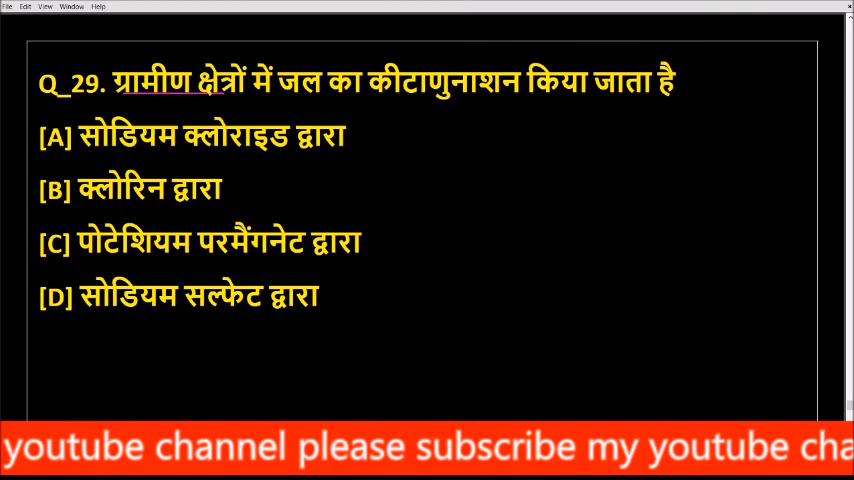 File Edit View Window Help
Q_29. ग्रामीण क्षेत्रों में जल का कीटाणुनाशन किया जाता है
[A] सोडियम क्लोराइड द्वारा
[B] क्लोरिन द्वारा
[C] पोटेशियम परमैंगनेट द्वारा
[D] सोडियम सल्फेट द्वारा
youtube channel please subscribe my youtube cha